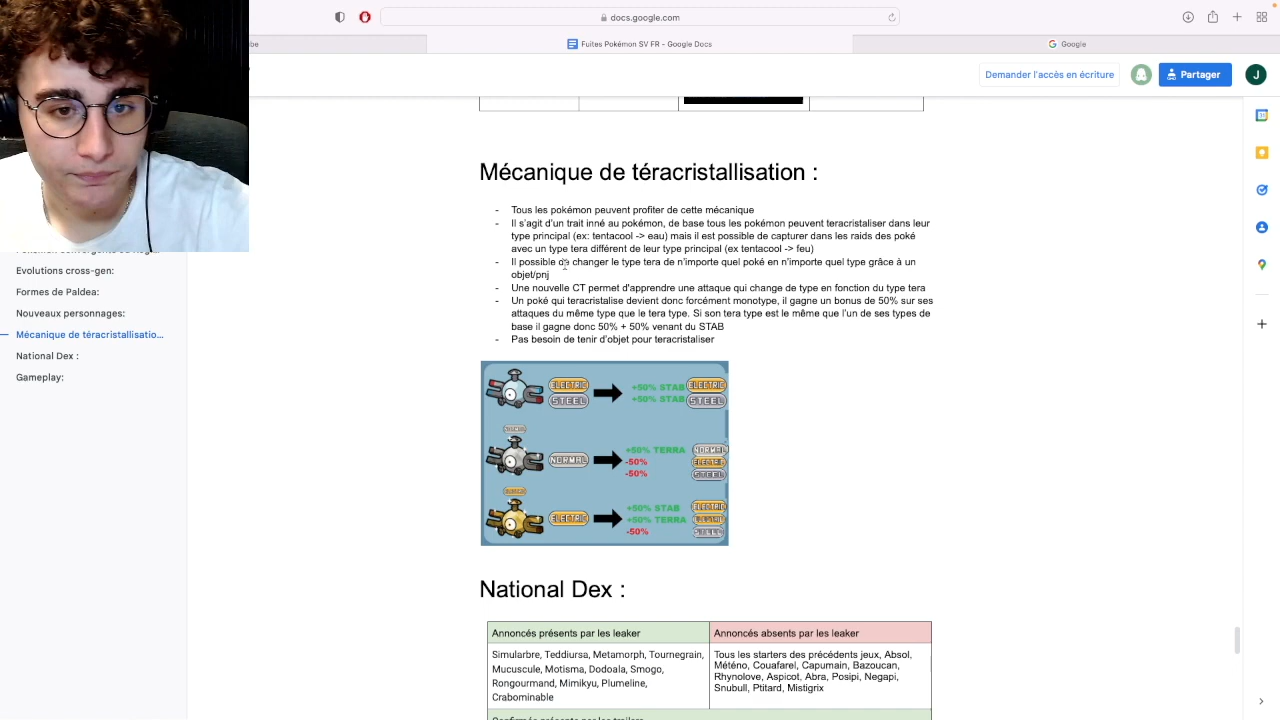 docs.google.com
be
Fuites Pokémon SV FR - Google Docs
Google
Demander l'accès en écriture
Partager
J
Evolutions cross-gen:
Formes de Paldea:
Nouveaux personnages:
Mécanique de téracristallisatio...
National Dex :
Gameplay:
Mécanique de téracristallisation :
- Tous les pokémon peuvent profiter de cette mécanique
- Il s'agit d'un trait inné au pokémon, de base tous les pokémon peuvent teracristaliser dans leur
type principal (ex: tentacool -> eau) mais il est possible de capturer dans les raids des poké
avec un type tera différent de leur type principal (ex tentacool -> feu)
- Il possible de changer le type tera de n'importe quel poké en n'importe quel type grâce à un
objet/pnj
- Une nouvelle CT permet d'apprendre une attaque qui change de type en fonction du type tera
- Un poké qui teracristalise devient donc forcément monotype, il gagne un bonus de 50% sur ses
attaques du même type que le tera type. Si son tera type est le même que l'un de ses types de
base il gagne donc 50% + 50% venant du STAB
- Pas besoin de tenir d'objet pour teracristaliser
ELECTRIC +50% STAB ELECTRIC
STEEL +50% STAB STEEL
NORMAL +50% TERRA NORMAL
-50% ELECTRIC
-50% STEEL
ELECTRIC +50% STAB ELECTRIC
+50% TERRA ELECTRIC
-50% STEEL
National Dex :
Annoncés présents par les leaker
Simularbre, Teddiursa, Metamorph, Tournegrain,
Mucuscule, Motisma, Dodoala, Smogo,
Rongourmand, Mimikyu, Plumeline,
Crabominable
Annoncés absents par les leaker
Tous les starters des précédents jeux, Absol,
Météno, Couafarel, Capumain, Bazoucan,
Rhynolove, Aspicot, Abra, Posipi, Negapi,
Snubull, Ptitard, Mistigrix